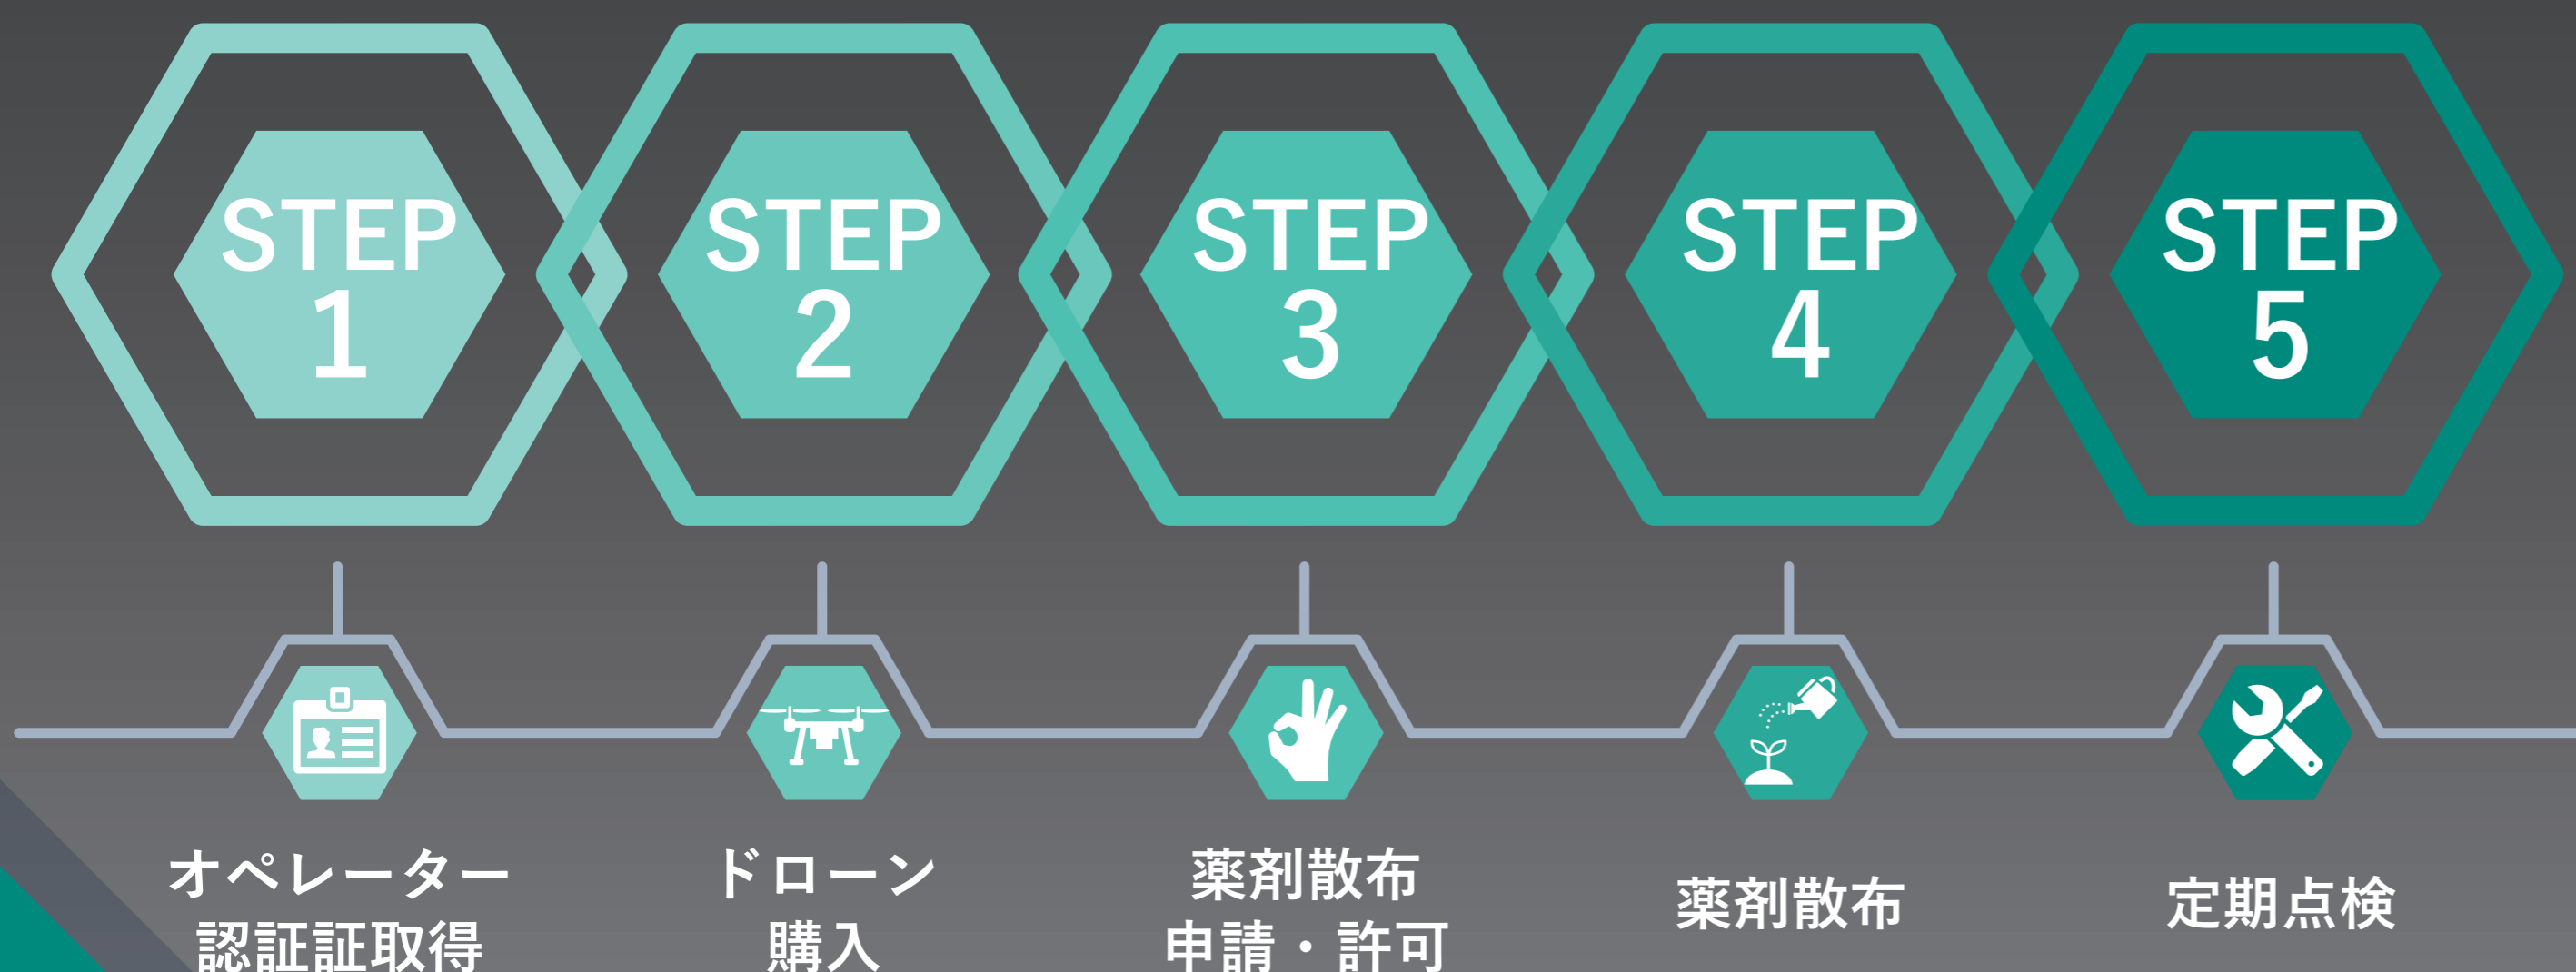 STEP
1
STEP
2
STEP
3
STEP
4
STEP
5
オペレーター
認証証取得
ドローン
購入
薬剤散布
申請・許可
薬剤散布
定期点検